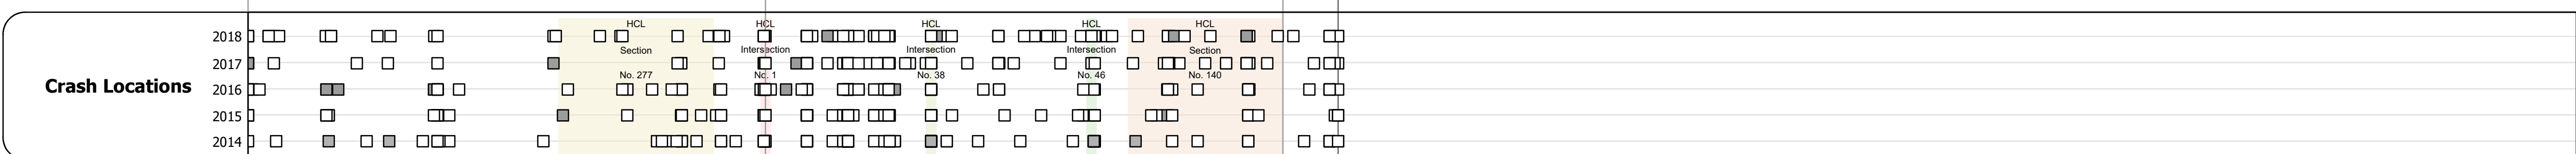 HCL HCL HCL HCL HCL
2018
Section Intersection Intersection Intersection Section
2017
No. 277 No. 1 No. 38 No. 46 No. 140
Crash Locations
2016
2015
2014